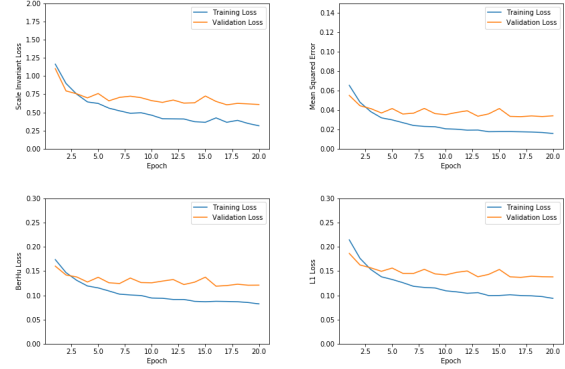 2.00
1.75
1.50
1.25
1.00
0.75
0.50
0.25
0.00
Scale Invariant Loss
Training Loss
Validation Loss
2.5 5.0 7.5 10.0 12.5 15.0 17.5 20.0
Epoch
0.14
0.12
0.10
0.08
0.06
0.04
0.02
0.00
Mean Squared Error
Training Loss
Validation Loss
2.5 5.0 7.5 10.0 12.5 15.0 17.5 20.0
Epoch
0.30
0.25
0.20
0.15
0.10
0.05
0.00
BerHu Loss
Training Loss
Validation Loss
2.5 5.0 7.5 10.0 12.5 15.0 17.5 20.0
Epoch
0.30
0.25
0.20
0.15
0.10
0.05
0.00
L1 Loss
Training Loss
Validation Loss
2.5 5.0 7.5 10.0 12.5 15.0 17.5 20.0
Epoch